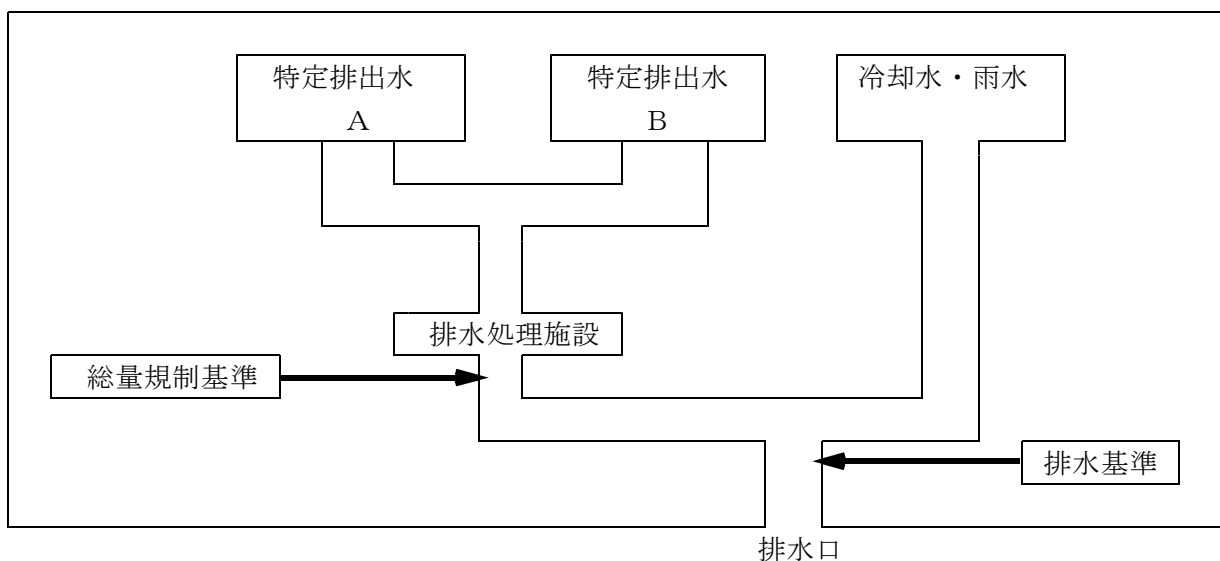 特定排出水
A
特定排出水
B
冷却水・雨水
排水処理施設
総量規制基準
排水基準
排水口